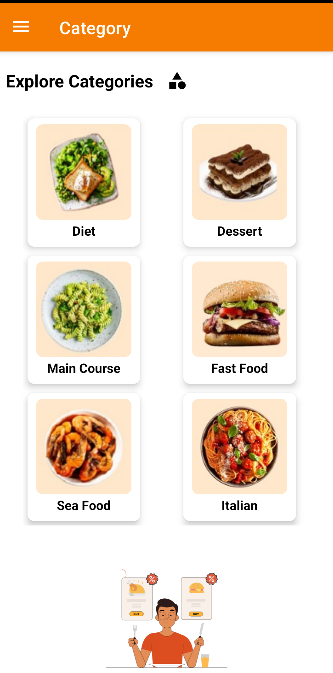 Category
Explore Categories
Diet
Dessert
Main Course
Fast Food
Sea Food
Italian